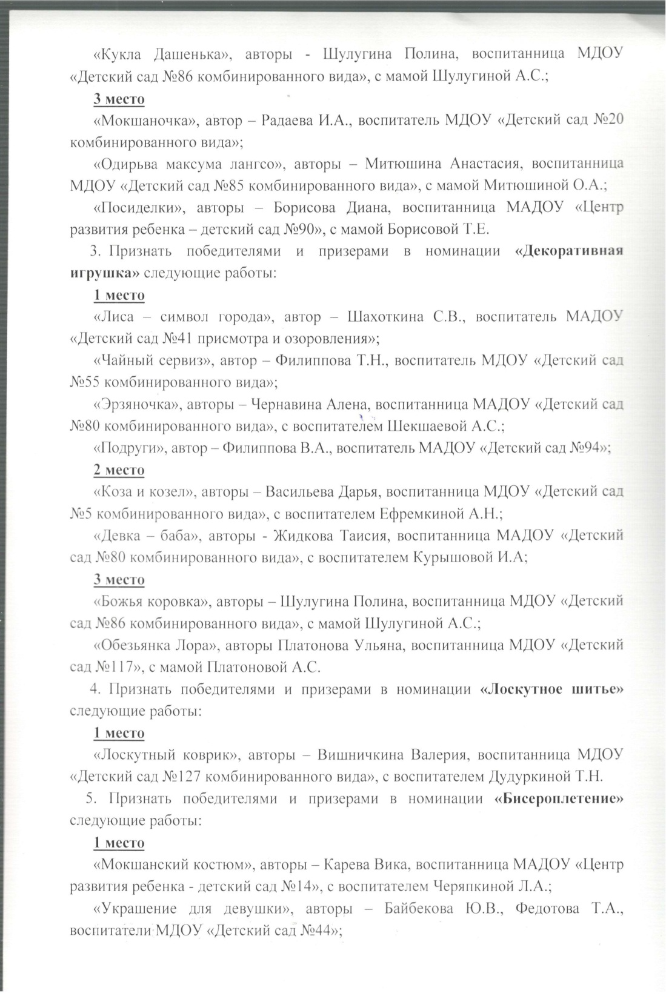 «Кукла Дашенька», авторы - Шулугина Полина, воспитанница МДОУ
«Детский сад №86 комбинированного вида», с мамой Шулугиной А.С.;
3 место
«Мокшаночка», автор – Радаева И.А., воспитатель МДОУ «Детский сад №20
комбинированного вида»;
«Одирьва максума лангсо», авторы – Митюшина Анастасия, воспитанница
МДОУ «Детский сад №85 комбинированного вида», с мамой Митюшиной О.А.;
«Посиделки», авторы – Борисова Диана, воспитанница МАДОУ «Центр
развития ребенка – детский сад №90», с мамой Борисовой Т.Е.
3. Признать победителями и призерами в номинации «Декоративная
игрушка» следующие работы:
1 место
«Лиса – символ города», автор – Шахоткина С.В., воспитатель МАДОУ
«Детский сад №41 присмотра и озоровления»;
«Чайный сервиз», автор – Филиппова Т.Н., воспитатель МДОУ «Детский сад
№55 комбинированного вида»;
«Эрзяночка», авторы – Чернавина Алена, воспитанница МАДОУ «Детский сад
№80 комбинированного вида», с воспитателем Шекшаевой А.С.;
«Подруги», автор – Филиппова В.А., воспитатель МАДОУ «Детский сад №94»;
2 место
«Коза и козел», авторы – Васильева Дарья, воспитанница МДОУ «Детский сад
№5 комбинированного вида», с воспитателем Ефремкиной А.Н.;
«Девка – баба», авторы - Жидкова Таисия, воспитанница МАДОУ «Детский
сад №80 комбинированного вида», с воспитателем Курышовой И.А;
3 место
«Божья коровка», авторы – Шулугина Полина, воспитанница МДОУ «Детский
сад №86 комбинированного вида», с мамой Шулугиной А.С.;
«Обезьянка Лора», авторы Платонова Ульяна, воспитанница МДОУ «Детский
сад №117», с мамой Платоновой А.С.
4. Признать победителями и призерами в номинации «Лоскутное шитье»
следующие работы:
1 место
«Лоскутный коврик», авторы – Вишничкина Валерия, воспитанница МДОУ
«Детский сад №127 комбинированного вида», с воспитателем Дудуркиной Т.Н.
5. Признать победителями и призерами в номинации «Бисероплетение»
следующие работы:
1 место
«Мокшанский костюм», авторы – Карева Вика, воспитанница МАДОУ «Центр
развития ребенка - детский сад №14», с воспитателем Черяпкиной Л.А.;
«Украшение для девушки», авторы – Байбекова Ю.В., Федотова Т.А.,
воспитатели МДОУ «Детский сад №44»;